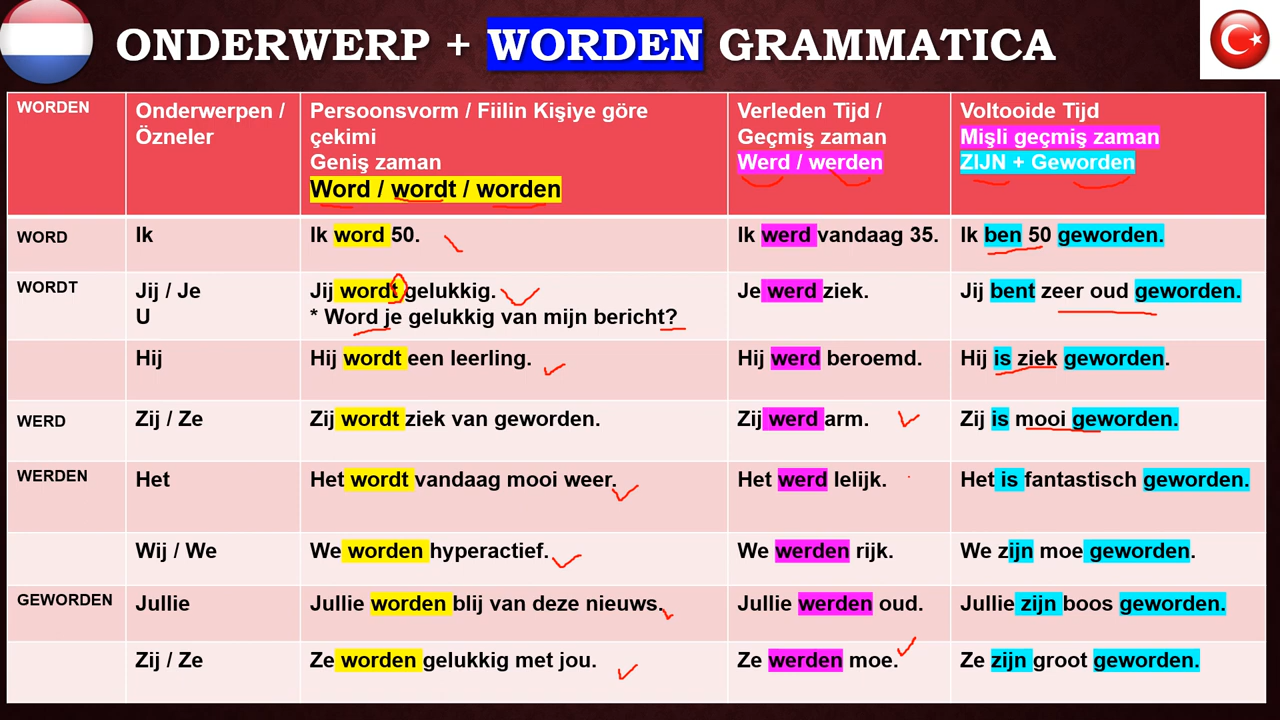 ONDERWERP + WORDEN GRAMMATICA
WORDEN
Onderwerpen /
Özneler
Persoonsvorm / Fiilin Kişiye göre
çekimi
Geniş zaman
Word / wordt / worden
Verleden Tijd /
Geçmiş zaman
Werd / werden
Voltooide Tijd
Mişli geçmiş zaman
ZIJN + Geworden
WORD
Ik
Ik word 50.
Ik werd vandaag 35.
Ik ben 50 geworden.
WORDT
Jij / Je
U
Jij wordt gelukkig.
* Word je gelukkig van mijn bericht?
Je werd ziek.
Jij bent zeer oud geworden.
Hij
Hij wordt een leerling.
Hij werd beroemd.
Hij is ziek geworden.
WERD
Zij / Ze
Zij wordt ziek van geworden.
Zij werd arm.
Zij is mooi geworden.
WERDEN
Het
Het wordt vandaag mooi weer.
Het werd lelijk.
Het is fantastisch geworden.
Wij / We
We worden hyperactief.
We werden rijk.
We zijn moe geworden.
GEWORDEN
Jullie
Jullie worden blij van deze nieuws.
Jullie werden oud.
Jullie zijn boos geworden.
Zij / Ze
Ze worden gelukkig met jou.
Ze werden moe.
Ze zijn groot geworden.